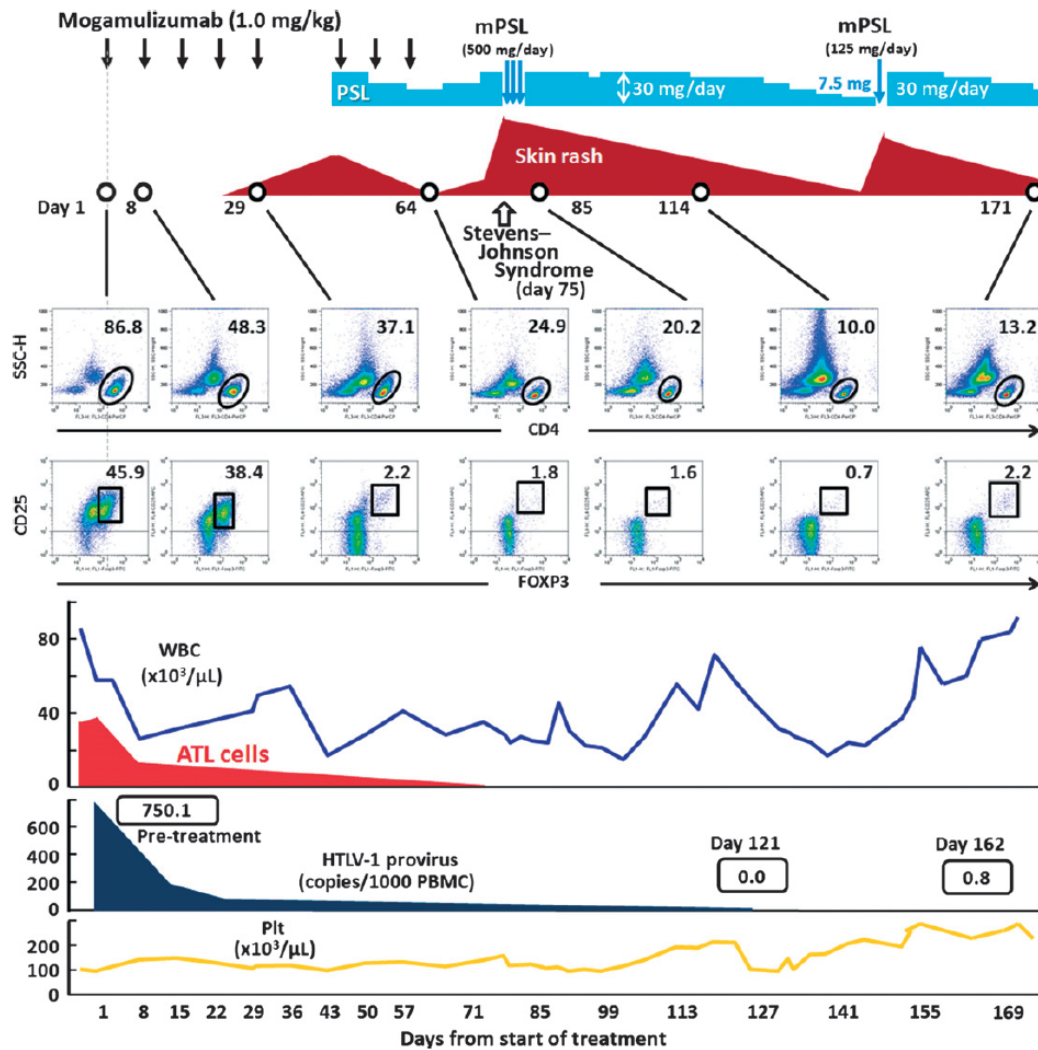 Mogamulizumab (1.0 mg/kg)
mPSL
(500 mg/day)
mPSL
(125 mg/day)
PSL
30 mg/day
7.5 mg
30 mg/day
Skin rash
Day 1
8
29
64
85
114
171
Stevens–
Johnson
Syndrome
(day 75)
SSC-H
86.8
48.3
37.1
24.9
20.2
10.0
13.2
CD4
CD25
45.9
38.4
2.2
1.8
1.6
0.7
2.2
FOXP3
80
40
0
WBC
(x10³/μL)
ATL cells
600
400
200
0
750.1
Pre-treatment
HTLV-1 provirus
(copies/1000 PBMC)
Day 121
0.0
Day 162
0.8
Plt
(x10³/μL)
200
100
0
1 8 15 22 29 36 43 50 57 71 85 99 113 127 141 155 169
Days from start of treatment